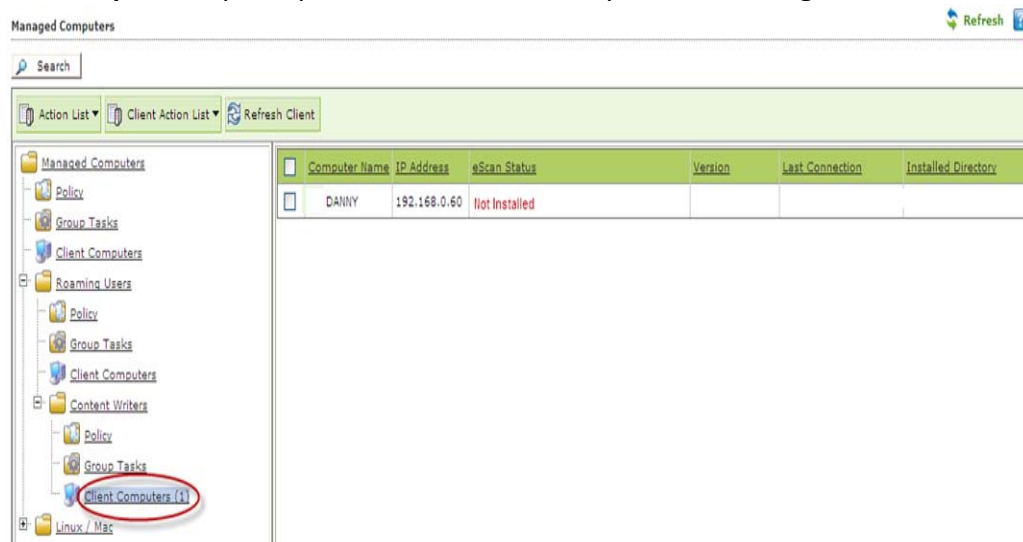 Managed Computers
Refresh
Search
Action List
Client Action List
Refresh Client
Managed Computers
Policy
Group Tasks
Client Computers
Roaming Users
Policy
Group Tasks
Client Computers
Content Writers
Policy
Group Tasks
Client Computers (1)
Linux / Mac
Computer Name IP Address eScan Status Version Last Connection Installed Directory
DANNY 192.168.0.60 Not Installed